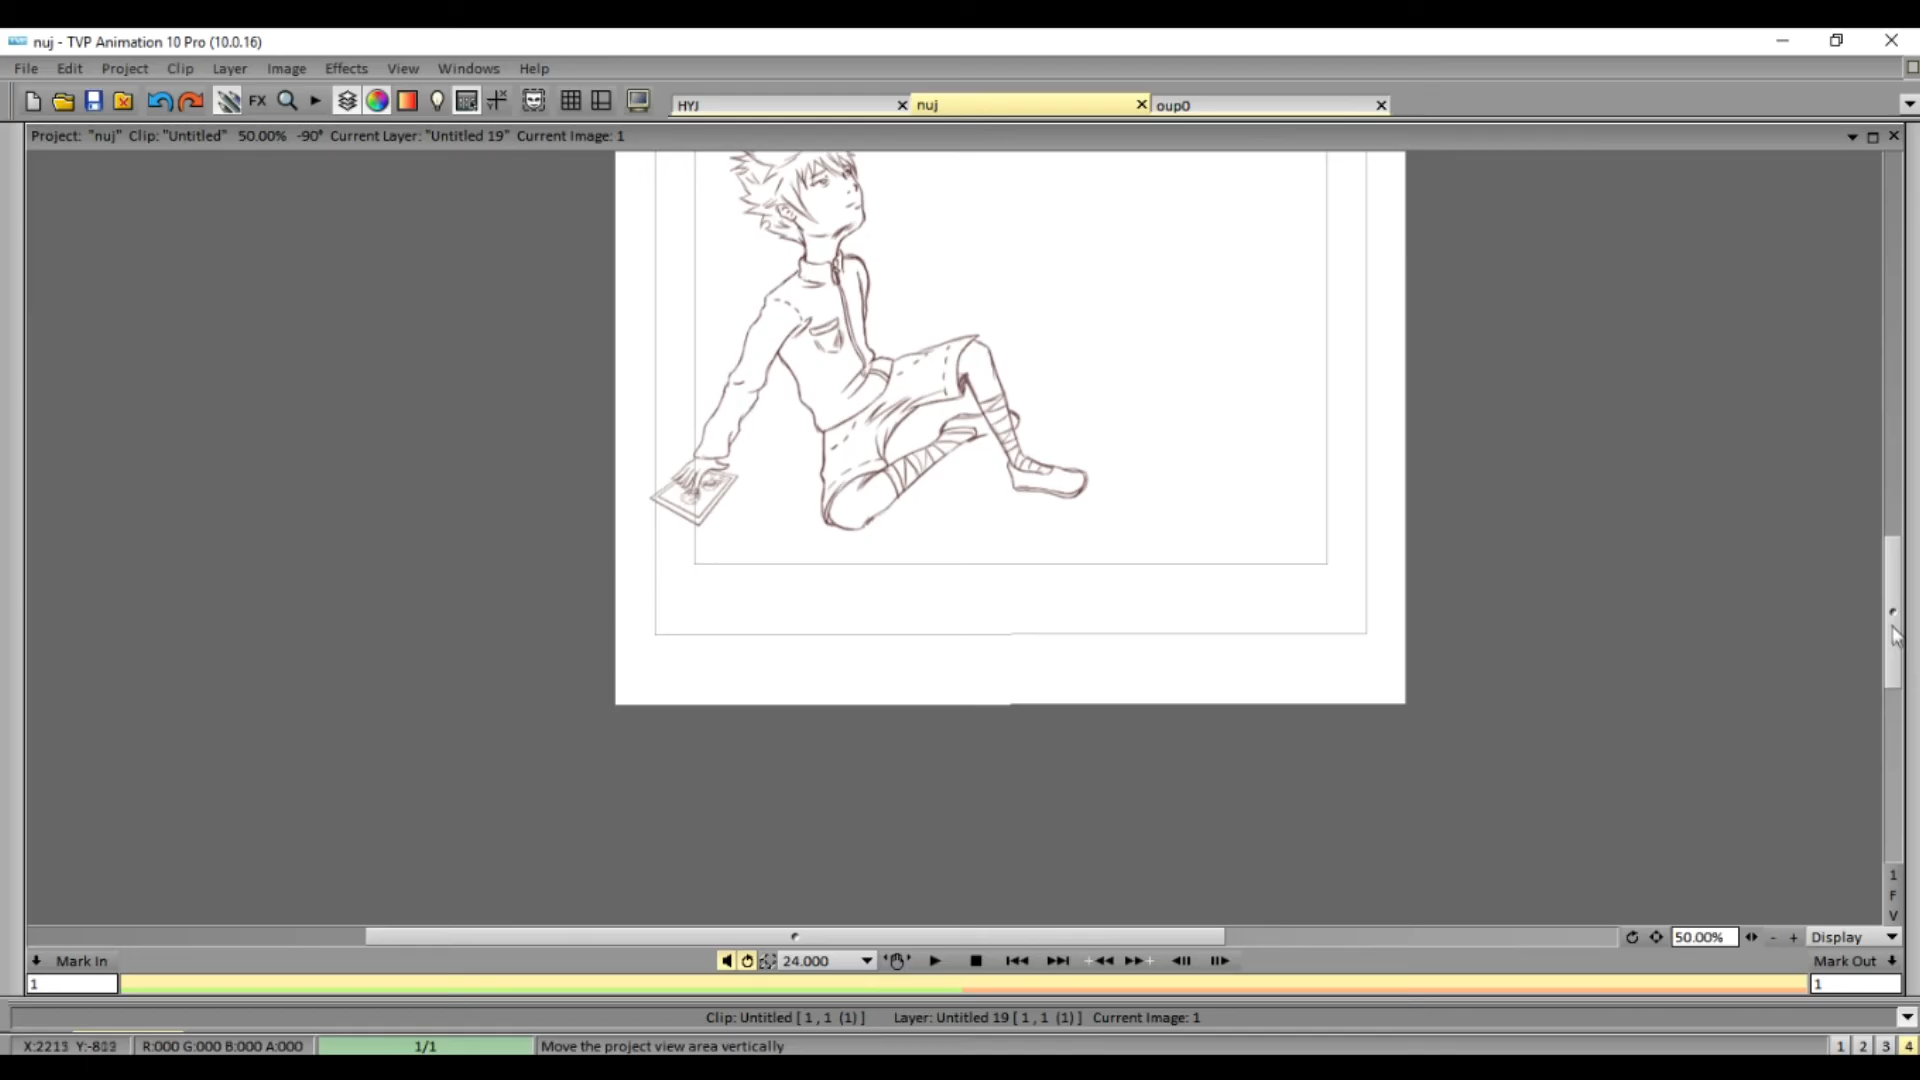 nuj - TVP Animation 10 Pro (10.0.16)
File Edit Project Clip Layer Image Effects View Windows Help
FX HYJ nuj oup0
Project: "nuj" Clip: "Untitled" 50.00% -90° Current Layer: "Untitled 19" Current Image: 1
1
F
V
50.00% - + Display
Mark In 24.000 Mark Out
1 1
Clip: Untitled [ 1 , 1 (1) ] Layer: Untitled 19 [ 1 , 1 (1) ] Current Image: 1
R:000 G:000 B:000 A:000 1/1 Move the project view area vertically 1 2 3 4